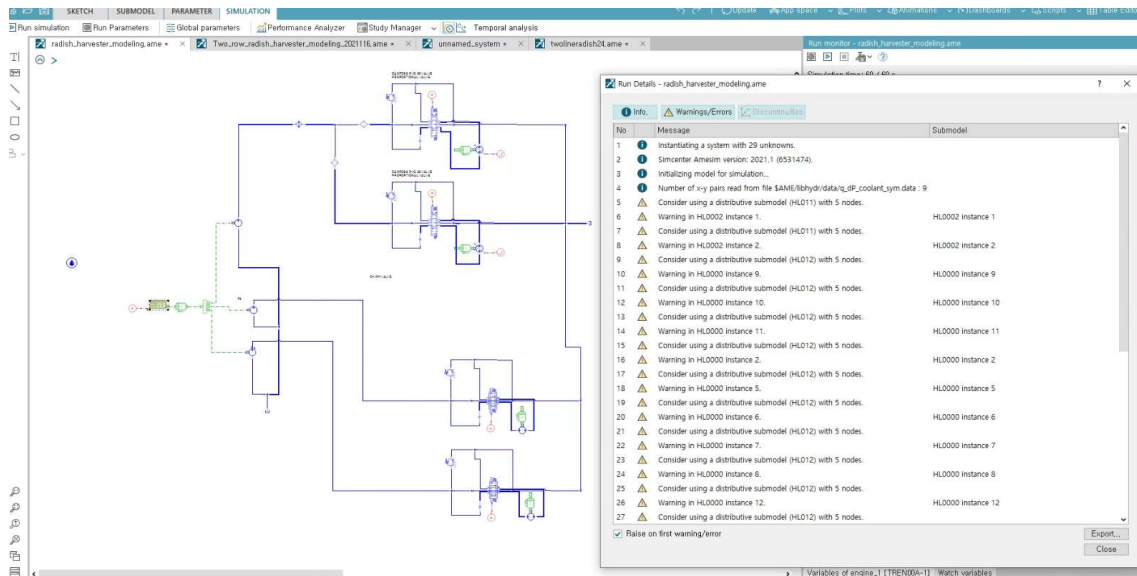 SKETCH SUBMODEL PARAMETER SIMULATION
Update App space Plots Animations Dashboards Scripts Table Editor
Run simulation Run Parameters Global parameters Performance Analyzer Study Manager Temporal analysis
radish_harvester_modeling.ame Two_row_radish_harvester_modeling_2021116.ame unnamed_system twolineradish24.ame
Run monitor - radish_harvester_modeling.ame
Run Details - radish_harvester_modeling.ame
Info. Warnings/Errors Discontinuities
No Message Submodel
1 Instantiating a system with 29 unknowns.
2 Simcenter Amesim version: 2021.1 (6531474).
3 Initializing model for simulation...
4 Number of x-y pairs read from file $AME/libhydr/data/q_dP_coolant_sym.data : 9
5 Consider using a distributive submodel (HL011) with 5 nodes.
6 Warning in HL0002 instance 1. HL0002 instance 1
7 Consider using a distributive submodel (HL011) with 5 nodes.
8 Warning in HL0002 instance 2. HL0002 instance 2
9 Consider using a distributive submodel (HL012) with 5 nodes.
10 Warning in HL0000 instance 9. HL0000 instance 9
11 Consider using a distributive submodel (HL012) with 5 nodes.
12 Warning in HL0000 instance 10. HL0000 instance 10
13 Consider using a distributive submodel (HL012) with 5 nodes.
14 Warning in HL0000 instance 11. HL0000 instance 11
15 Consider using a distributive submodel (HL012) with 5 nodes.
16 Warning in HL0000 instance 2. HL0000 instance 2
17 Consider using a distributive submodel (HL012) with 5 nodes.
18 Warning in HL0000 instance 5. HL0000 instance 5
19 Consider using a distributive submodel (HL012) with 5 nodes.
20 Warning in HL0000 instance 6. HL0000 instance 6
21 Consider using a distributive submodel (HL012) with 5 nodes.
22 Warning in HL0000 instance 7. HL0000 instance 7
23 Consider using a distributive submodel (HL012) with 5 nodes.
24 Warning in HL0000 instance 8. HL0000 instance 8
25 Consider using a distributive submodel (HL012) with 5 nodes.
26 Warning in HL0000 instance 12. HL0000 instance 12
27 Consider using a distributive submodel (HL012) with 5 nodes.
Raise on first warning/error
Export...
Close
Variables of engine_1 [TREN00A-1] Watch variables